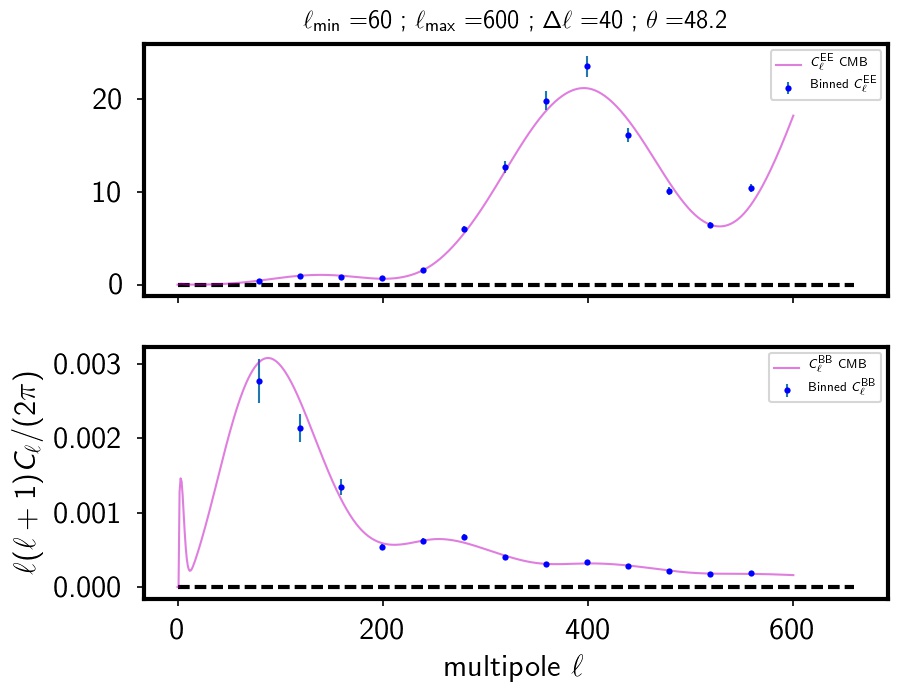 ℓmin =60 ; ℓmax =600 ; Δℓ =40 ; θ =48.2
C_ℓ^EE CMB
Binned C_ℓ^EE
20
10
0
C_ℓ^BB CMB
Binned C_ℓ^BB
0.003
0.002
0.001
0.000
ℓ(ℓ + 1)C_ℓ/(2π)
0 200 400 600
multipole ℓ